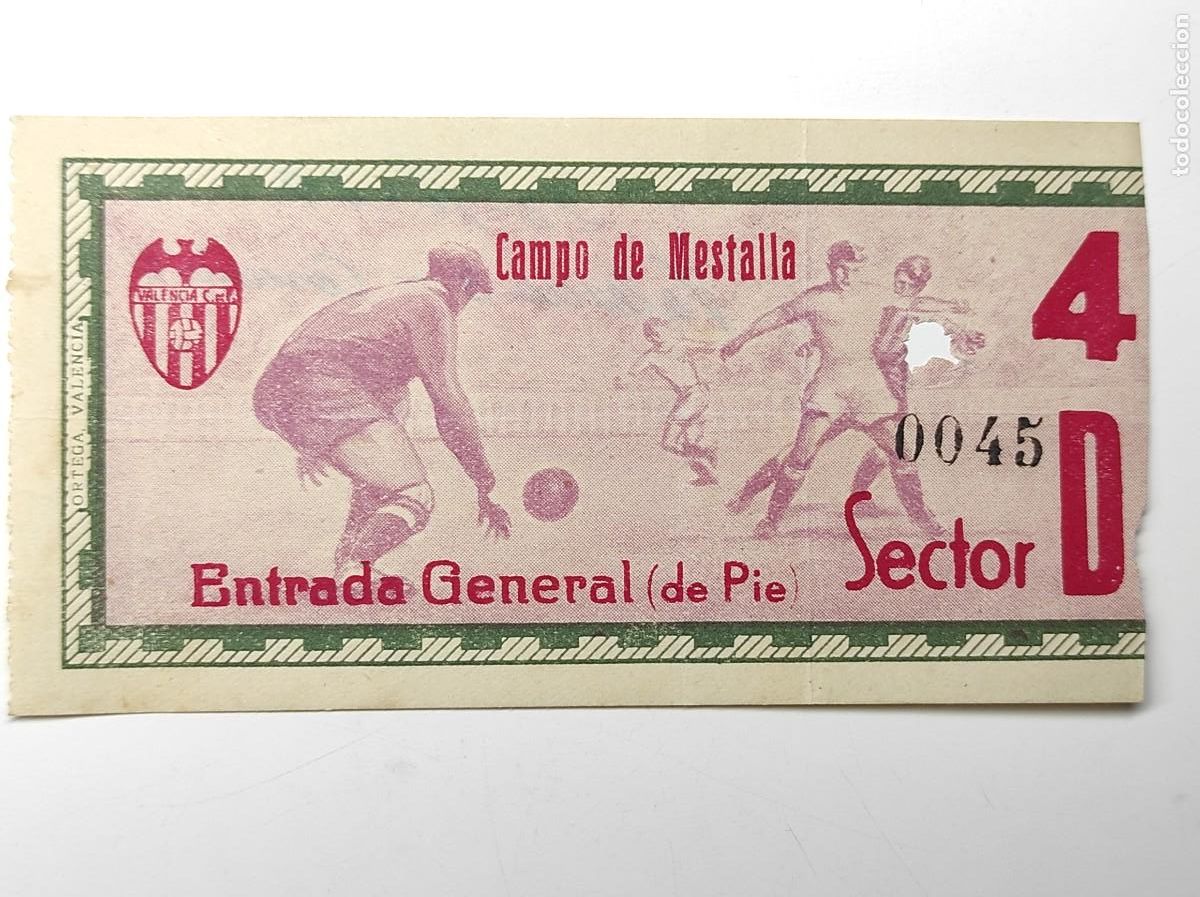 Campo de Mestalla
4
VALENCIA C. de F.
0045
D
Sector
Entrada General (de Pie)
ORTEGA. VALENCIA
todocoleccion